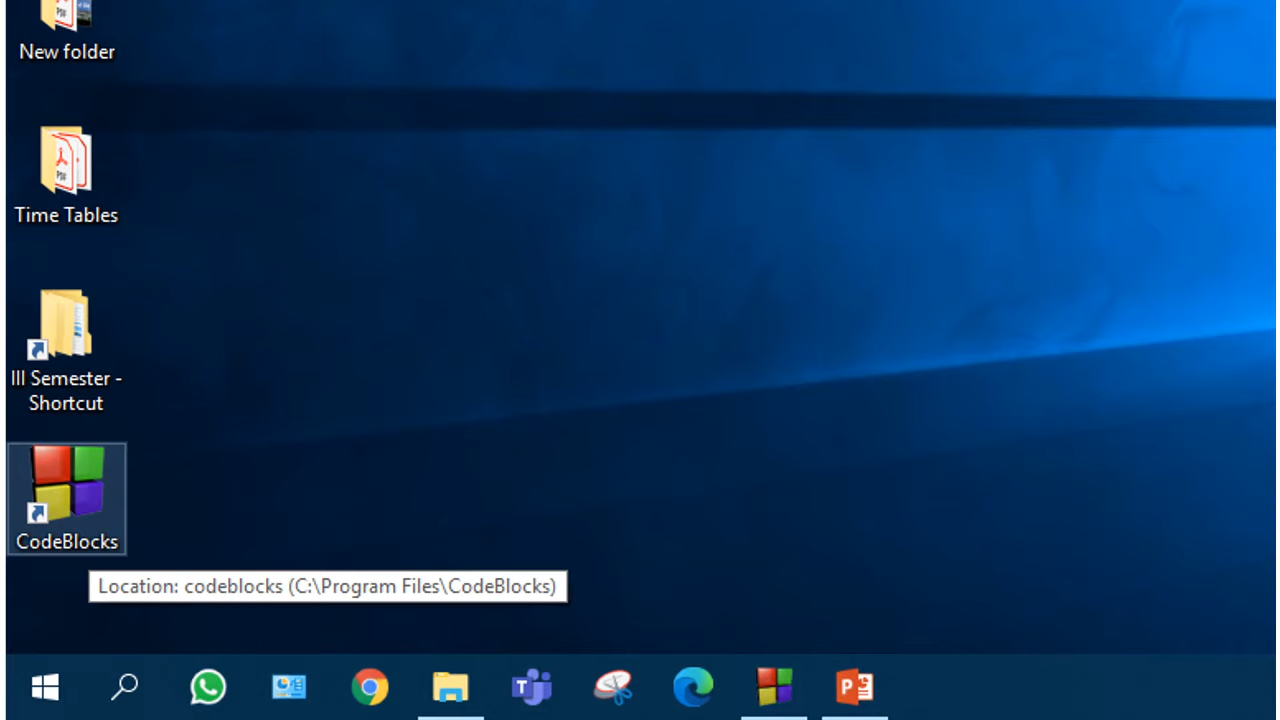 New folder
Time Tables
III Semester -
Shortcut
CodeBlocks
Location: codeblocks (C:\Program Files\CodeBlocks)